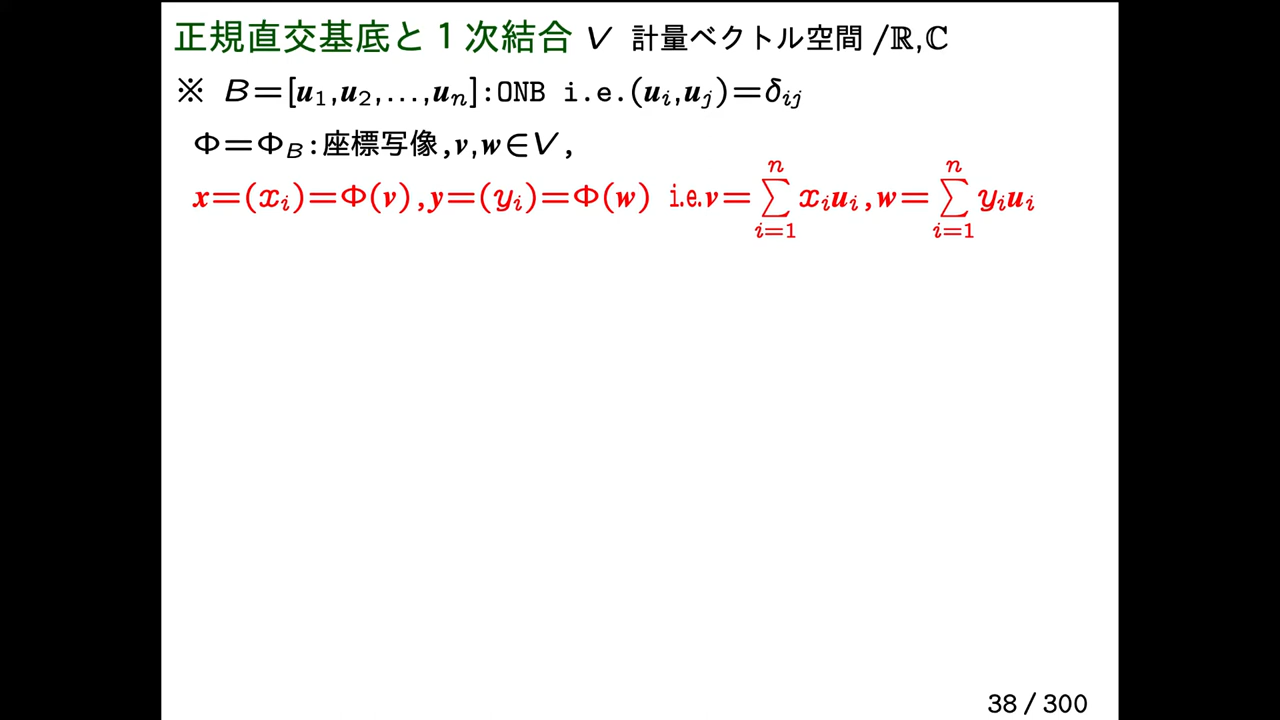 正規直交基底と１次結合 V 計量ベクトル空間 /ℝ,ℂ
※ B=[u₁,u₂,...,uₙ]:ONB i.e.(uᵢ,uⱼ)=δᵢⱼ
Φ=Φ_B:座標写像,v,w∈V,
x=(xᵢ)=Φ(v),y=(yᵢ)=Φ(w) i.e.v=∑_{i=1}^{n} xᵢuᵢ,w=∑_{i=1}^{n} yᵢuᵢ
38 / 300